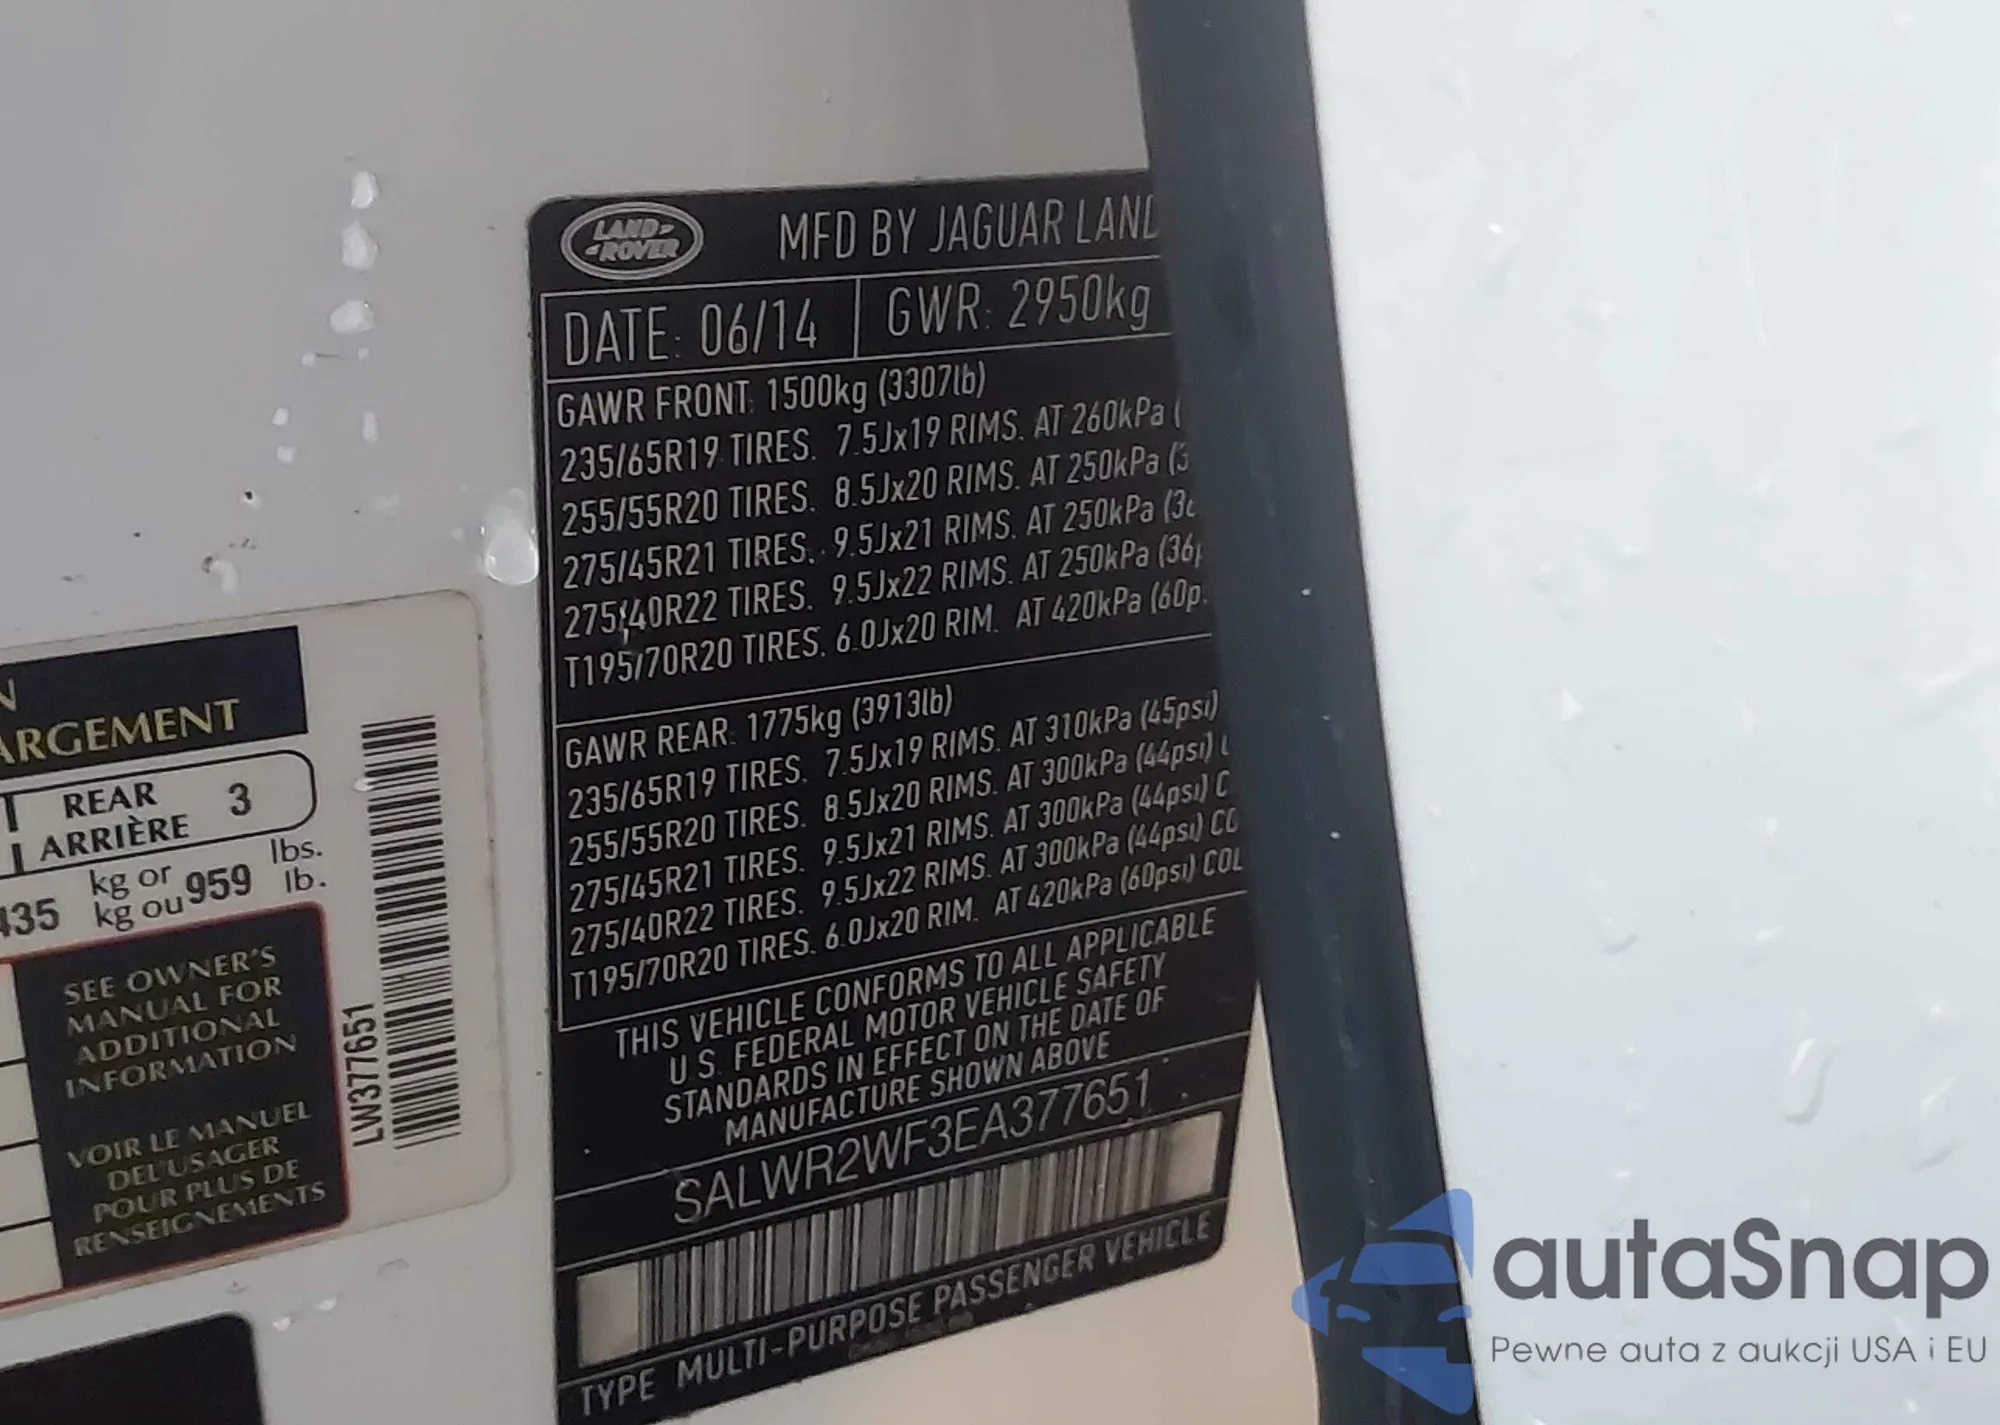 LAND-
-ROVER
MFD BY JAGUAR LAND
DATE: 06/14
GWR: 2950kg
GAWR FRONT: 1500kg (3307lb)
235/65R19 TIRES. 7.5Jx19 RIMS. AT 260kPa (
255/55R20 TIRES. 8.5Jx20 RIMS. AT 250kPa (3
275/45R21 TIRES. 9.5Jx21 RIMS. AT 250kPa (36
275/40R22 TIRES. 9.5Jx22 RIMS. AT 250kPa (36p
T195/70R20 TIRES. 6.0Jx20 RIM. AT 420kPa (60p
GAWR REAR: 1775kg (3913lb)
235/65R19 TIRES. 7.5Jx19 RIMS. AT 310kPa (45psi)
255/55R20 TIRES. 8.5Jx20 RIMS. AT 300kPa (44psi)
275/45R21 TIRES. 9.5Jx21 RIMS. AT 300kPa (44psi) C
275/40R22 TIRES. 9.5Jx22 RIMS. AT 300kPa (44psi) CO
T195/70R20 TIRES. 6.0Jx20 RIM. AT 420kPa (60psi) COL
THIS VEHICLE CONFORMS TO ALL APPLICABLE
U.S. FEDERAL MOTOR VEHICLE SAFETY
STANDARDS IN EFFECT ON THE DATE OF
MANUFACTURE SHOWN ABOVE
SALWR2WF3EA377651
TYPE MULTI-PURPOSE PASSENGER VEHICLE
N
ARGEMENT
REAR 3
ARRIÈRE
435 kg or 959 lbs.
kg ou lb.
SEE OWNER'S
MANUAL FOR
ADDITIONAL
INFORMATION
VOIR LE MANUEL
DEL'USAGER
POUR PLUS DE
RENSEIGNEMENTS
LW377651
autaSnap
Pewne auta z aukcji USA i EU